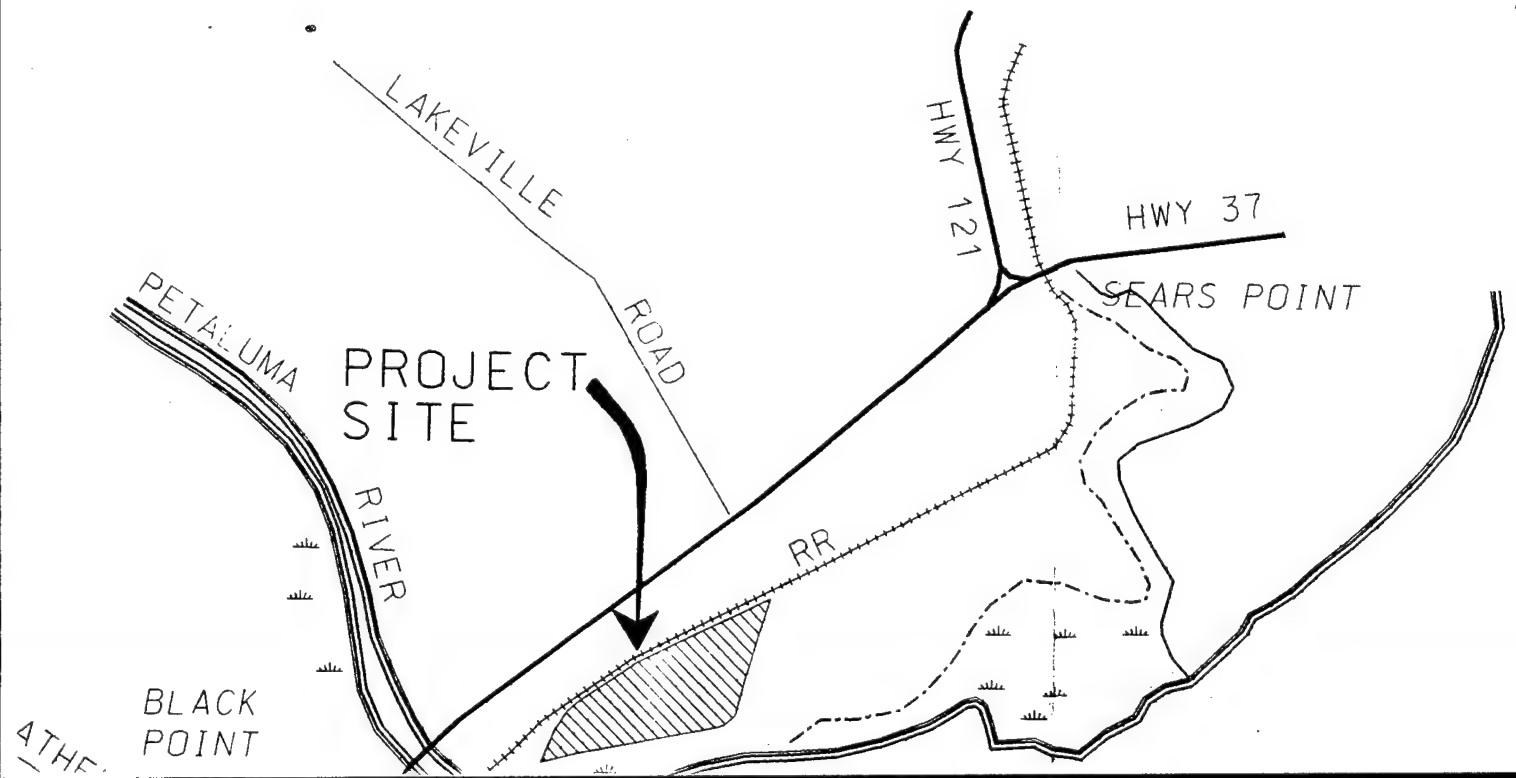 LAKEVILLE
ROAD
HWY 121
HWY 37
SEARS POINT
PETALUMA
RIVER
PROJECT
SITE
RR
BLACK
POINT